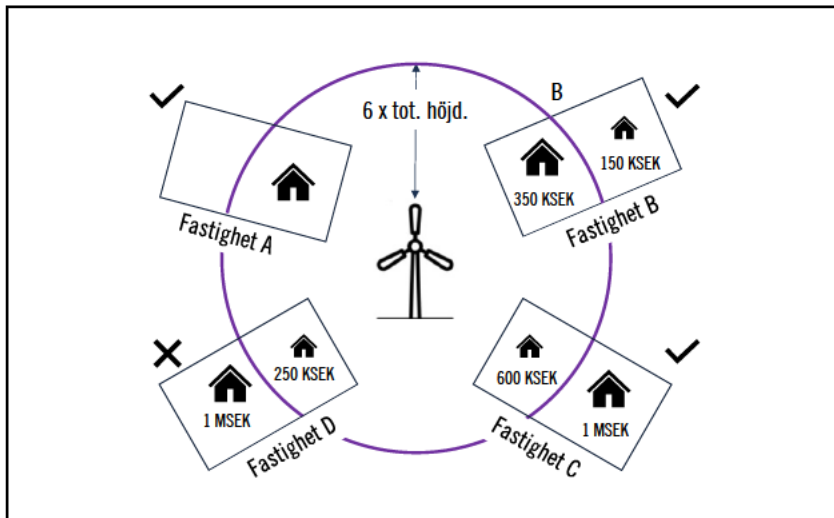 B
6 x tot. höjd.
150 KSEK
350 KSEK
Fastighet A
Fastighet B
250 KSEK
1 MSEK
600 KSEK
1 MSEK
Fastighet D
Fastighet C